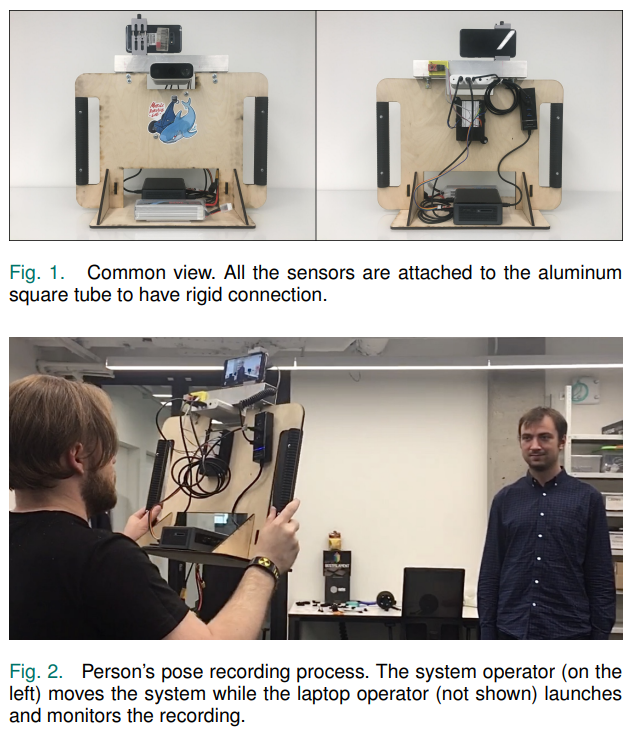 Fig. 1. Common view. All the sensors are attached to the aluminum
square tube to have rigid connection.
Fig. 2. Person's pose recording process. The system operator (on the
left) moves the system while the laptop operator (not shown) launches
and monitors the recording.